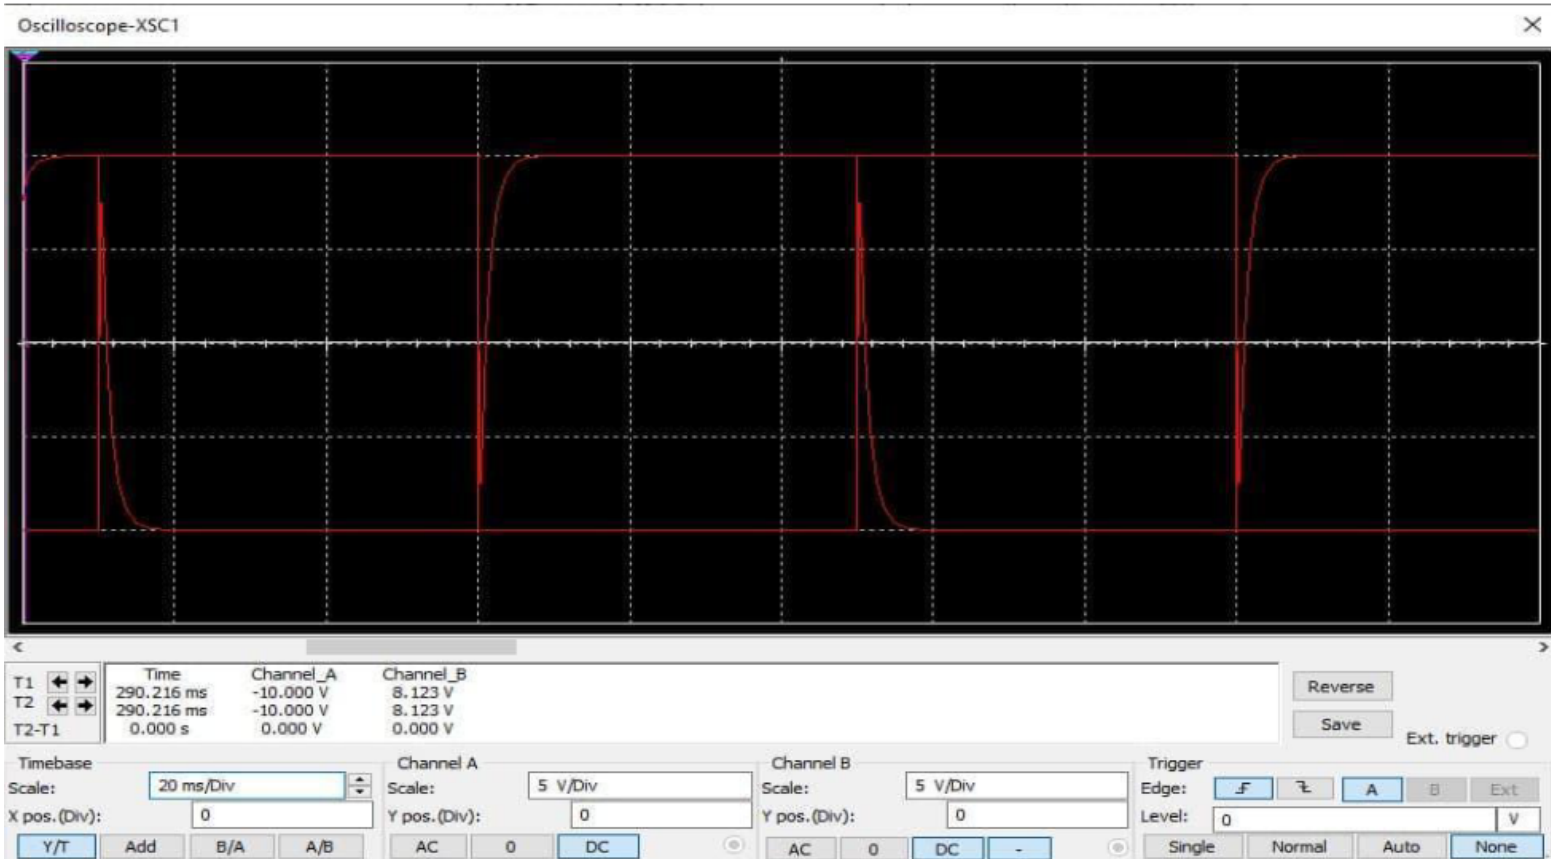 Oscilloscope-XSC1
Time Channel_A Channel_B
T1 290.216 ms -10.000 V 8.123 V
T2 290.216 ms -10.000 V 8.123 V
T2-T1 0.000 s 0.000 V 0.000 V
Reverse
Save
Ext. trigger
Timebase
Scale: 20 ms/Div
X pos.(Div): 0
Y/T Add B/A A/B
Channel A
Scale: 5 V/Div
Y pos.(Div): 0
AC 0 DC
Channel B
Scale: 5 V/Div
Y pos.(Div): 0
AC 0 DC -
Trigger
Edge: A B Ext
Level: 0 V
Single Normal Auto None